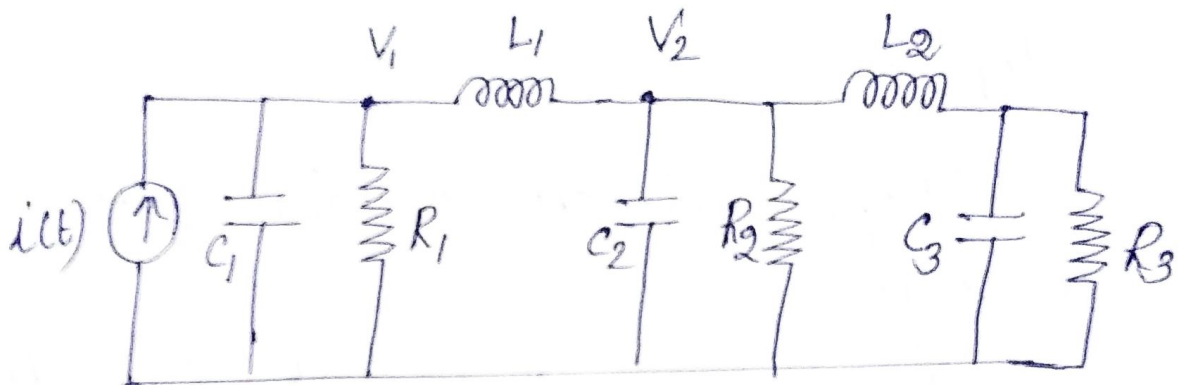 V₁ L₁ V₂ L₂
i(t) C₁ R₁ C₂ R₂ C₃ R₃